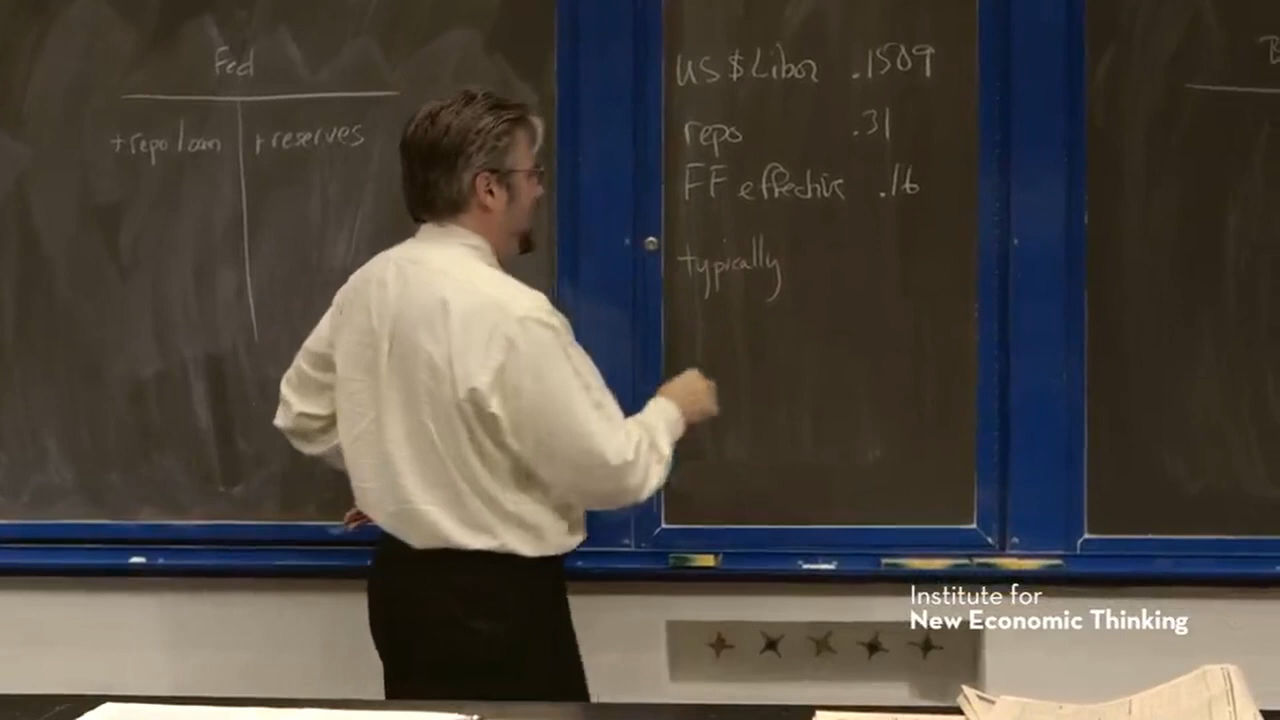 Fed
+repo loan + reserves
US $ Libor .1509
repo .31
FF effective .16
typically
Institute for
New Economic Thinking